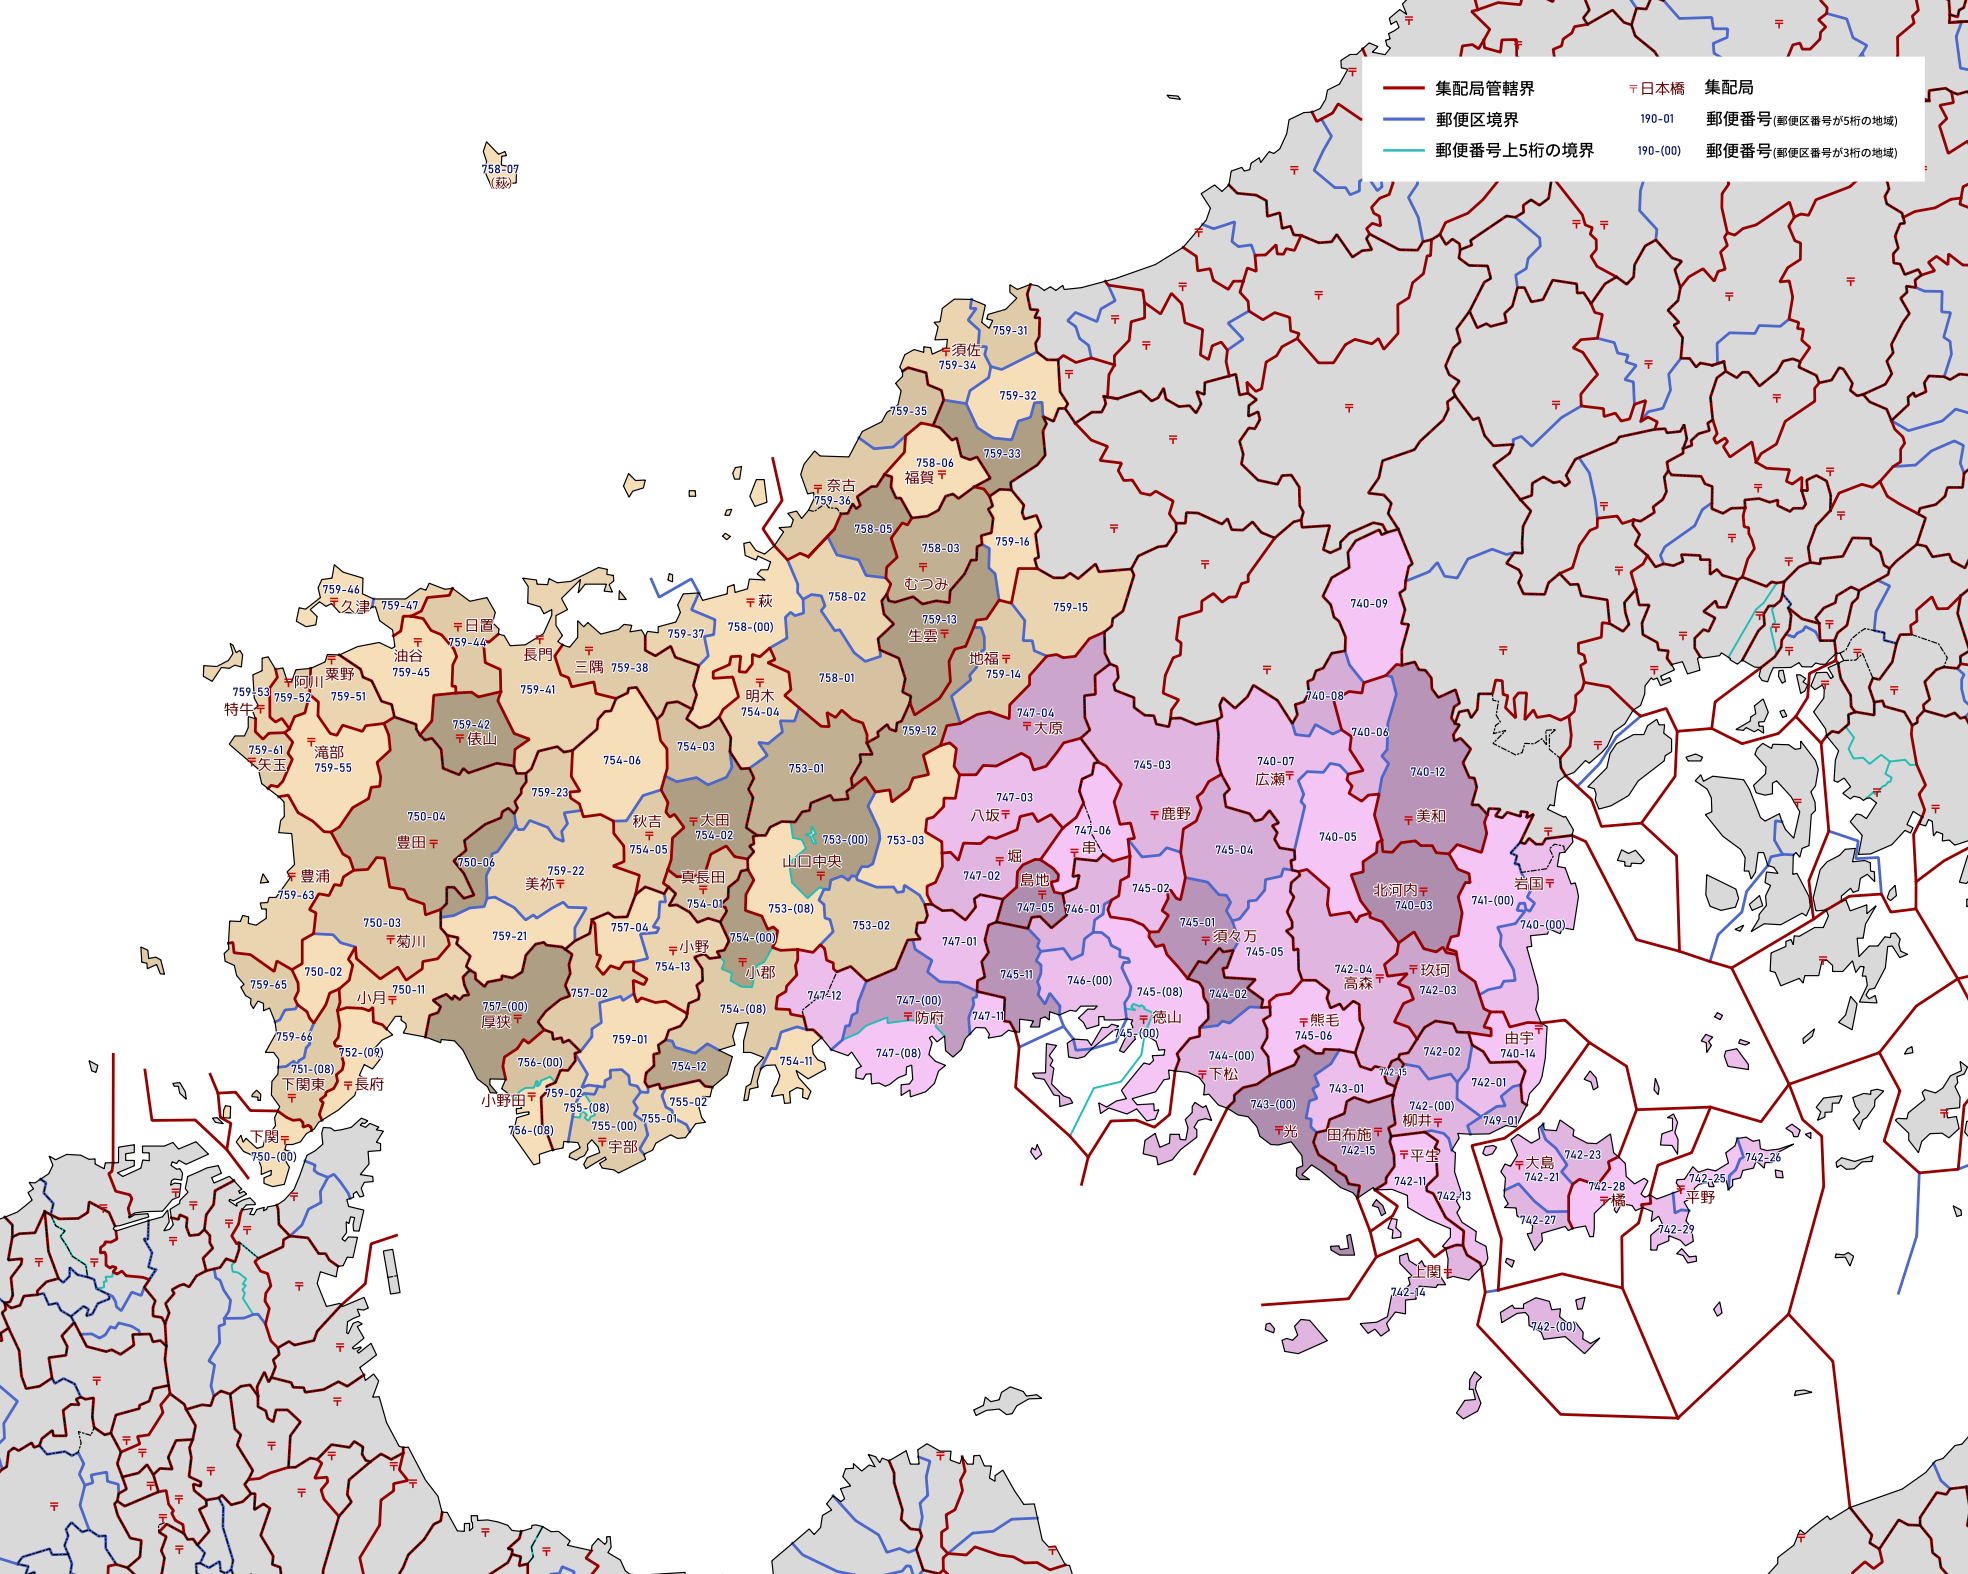 集配局管轄界
〒日本橋 集配局
郵便区境界
190-01 郵便番号(郵便区番号が5桁の地域)
郵便番号上5桁の境界
190-(00) 郵便番号(郵便区番号が3桁の地域)
758-07
(萩)
759-31
須佐
759-34
759-32
759-35
759-33
758-06
福賀
奈古
759-36
758-05
758-03
759-16
むつみ
740-09
759-46
久津
759-47
758-02
759-15
萩
758-(00)
759-13
生雲
日置
759-44
759-37
油谷
759-45
長門
三隅
759-38
地福
759-14
粟野
阿川
759-51
759-53
759-52
特牛
759-41
758-01
明木
754-04
740-08
747-04
大原
759-42
俵山
759-12
740-06
759-61
矢玉
滝部
759-55
754-03
754-06
753-01
745-03
740-07
広瀬
740-12
759-23
747-03
八坂
鹿野
美和
750-04
豊田
秋吉
754-05
大田
754-02
753-(00)
753-03
747-06
串
740-05
745-04
750-06
759-22
美祢
山口中央
堀
747-02
島地
747-05
745-02
北河内
740-03
岩国
741-(00)
740-(00)
豊浦
759-63
真長田
754-01
753-(08)
746-01
750-03
菊川
759-21
757-04
小野
754-13
754-(00)
小郡
753-02
747-01
745-01
須々万
745-05
742-04
高森
玖珂
742-03
759-65
750-02
小月
750-11
757-02
747-12
745-11
746-(00)
745-(08)
744-02
757-(00)
厚狭
754-(08)
747-(00)
防府
747-11
徳山
745-(00)
熊毛
745-06
由宇
740-14
759-66
752-(09)
751-(08)
下関東
長府
759-01
754-11
747-(08)
744-(00)
下松
742-02
742-15
742-01
756-(00)
小野田
754-12
759-02
755-(08)
755-(00)
755-02
755-01
756-(08)
宇部
743-(00)
光
743-01
742-(00)
柳井
749-01
下関
750-(00)
田布施
742-15
平生
742-11
742-13
大島
742-21
742-23
742-26
742-25
平野
742-28
橘
742-27
742-29
上関
742-14
742-(00)